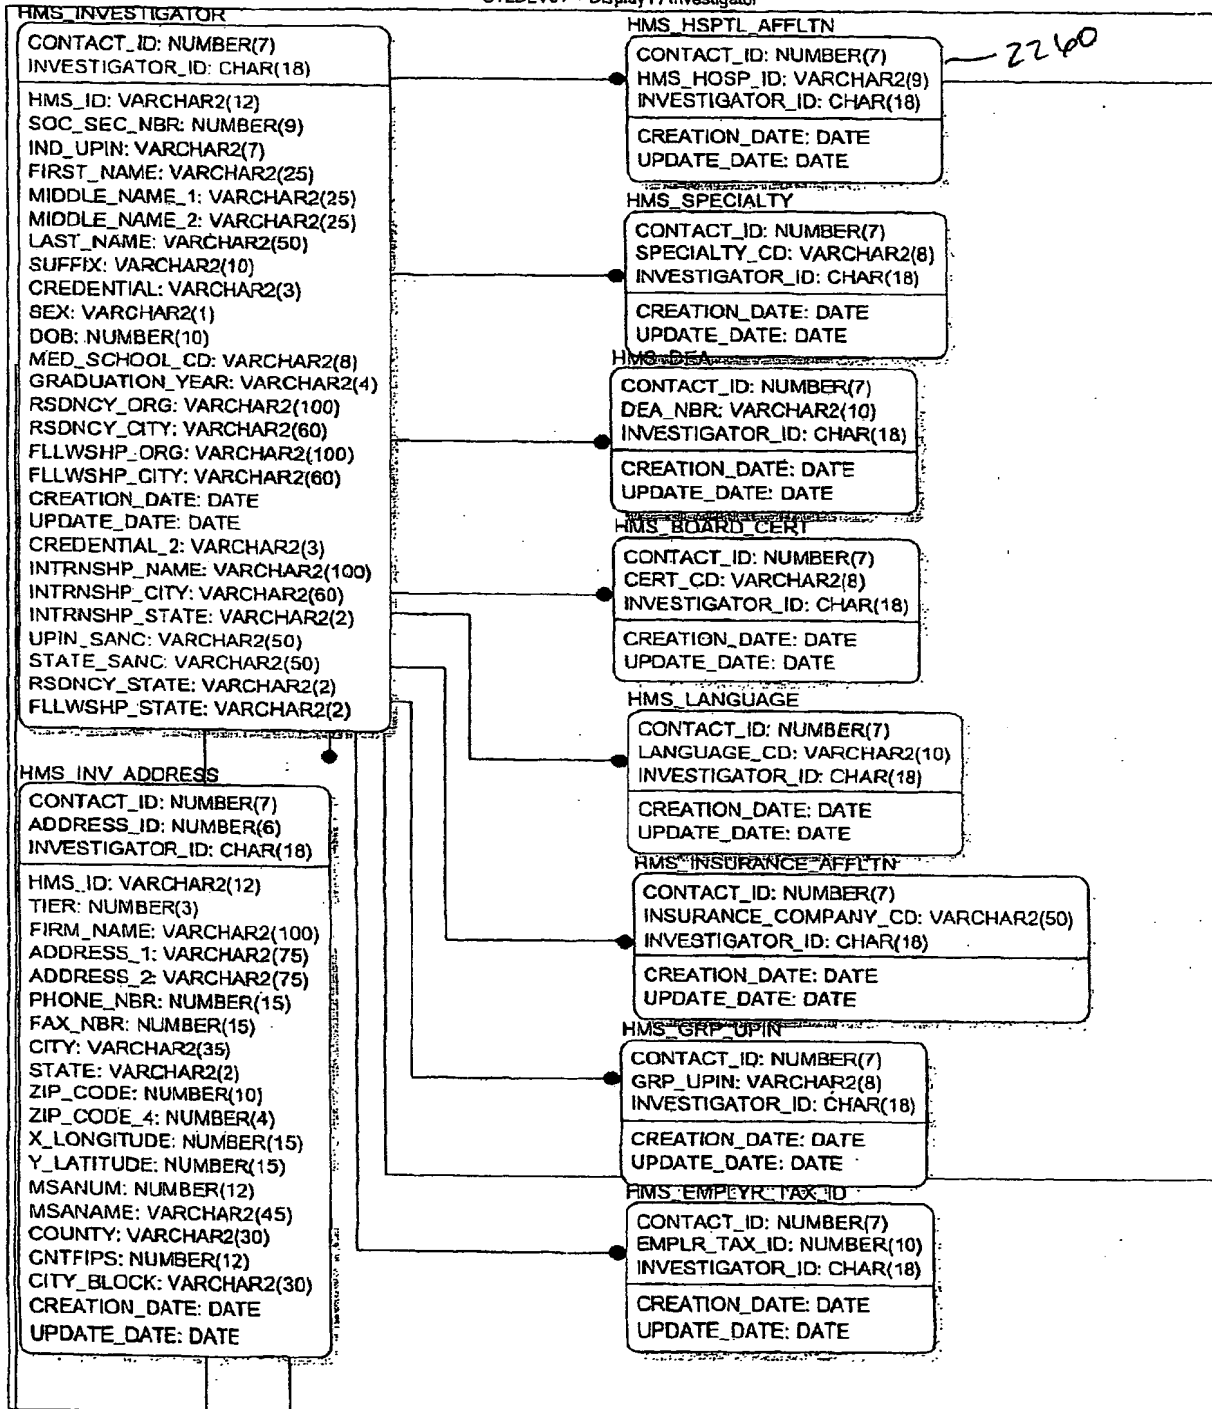 HMS_INVESTIGATOR
CONTACT_ID: NUMBER(7)
INVESTIGATOR_ID: CHAR(18)
HMS_ID: VARCHAR2(12)
SOC_SEC_NBR: NUMBER(9)
IND_UPIN: VARCHAR2(7)
FIRST_NAME: VARCHAR2(25)
MIDDLE_NAME_1: VARCHAR2(25)
MIDDLE_NAME_2: VARCHAR2(25)
LAST_NAME: VARCHAR2(50)
SUFFIX: VARCHAR2(10)
CREDENTIAL: VARCHAR2(3)
SEX: VARCHAR2(1)
DOB: NUMBER(10)
MED_SCHOOL_CD: VARCHAR2(8)
GRADUATION_YEAR: VARCHAR2(4)
RSDNCY_ORG: VARCHAR2(100)
RSDNCY_CITY: VARCHAR2(60)
FLLWSHP_ORG: VARCHAR2(100)
FLLWSHP_CITY: VARCHAR2(60)
CREATION_DATE: DATE
UPDATE_DATE: DATE
CREDENTIAL_2: VARCHAR2(3)
INTRNSHP_NAME: VARCHAR2(100)
INTRNSHP_CITY: VARCHAR2(60)
INTRNSHP_STATE: VARCHAR2(2)
UPIN_SANC: VARCHAR2(50)
STATE_SANC: VARCHAR2(50)
RSDNCY_STATE: VARCHAR2(2)
FLLWSHP_STATE: VARCHAR2(2)
HMS_INV_ADDRESS
CONTACT_ID: NUMBER(7)
ADDRESS_ID: NUMBER(6)
INVESTIGATOR_ID: CHAR(18)
HMS_ID: VARCHAR2(12)
TIER: NUMBER(3)
FIRM_NAME: VARCHAR2(100)
ADDRESS_1: VARCHAR2(75)
ADDRESS_2: VARCHAR2(75)
PHONE_NBR: NUMBER(15)
FAX_NBR: NUMBER(15)
CITY: VARCHAR2(35)
STATE: VARCHAR2(2)
ZIP_CODE: NUMBER(10)
ZIP_CODE_4: NUMBER(4)
X_LONGITUDE: NUMBER(15)
Y_LATITUDE: NUMBER(15)
MSANUM: NUMBER(12)
MSANAME: VARCHAR2(45)
COUNTY: VARCHAR2(30)
CNTFIPS: NUMBER(12)
CITY_BLOCK: VARCHAR2(30)
CREATION_DATE: DATE
UPDATE_DATE: DATE
HMS_HSPTL_AFFLTN
2260
CONTACT_ID: NUMBER(7)
HMS_HOSP_ID: VARCHAR2(9)
INVESTIGATOR_ID: CHAR(18)
CREATION_DATE: DATE
UPDATE_DATE: DATE
HMS_SPECIALTY
CONTACT_ID: NUMBER(7)
SPECIALTY_CD: VARCHAR2(8)
INVESTIGATOR_ID: CHAR(18)
CREATION_DATE: DATE
UPDATE_DATE: DATE
HMS_DEA
CONTACT_ID: NUMBER(7)
DEA_NBR: VARCHAR2(10)
INVESTIGATOR_ID: CHAR(18)
CREATION_DATE: DATE
UPDATE_DATE: DATE
HMS_BOARD_CERT
CONTACT_ID: NUMBER(7)
CERT_CD: VARCHAR2(8)
INVESTIGATOR_ID: CHAR(18)
CREATION_DATE: DATE
UPDATE_DATE: DATE
HMS_LANGUAGE
CONTACT_ID: NUMBER(7)
LANGUAGE_CD: VARCHAR2(10)
INVESTIGATOR_ID: CHAR(18)
CREATION_DATE: DATE
UPDATE_DATE: DATE
HMS_INSURANCE_AFFLTN
CONTACT_ID: NUMBER(7)
INSURANCE_COMPANY_CD: VARCHAR2(50)
INVESTIGATOR_ID: CHAR(18)
CREATION_DATE: DATE
UPDATE_DATE: DATE
HMS_GRP_UPIN
CONTACT_ID: NUMBER(7)
GRP_UPIN: VARCHAR2(8)
INVESTIGATOR_ID: CHAR(18)
CREATION_DATE: DATE
UPDATE_DATE: DATE
HMS_EMPLYR_TAX_ID
CONTACT_ID: NUMBER(7)
EMPLR_TAX_ID: NUMBER(10)
INVESTIGATOR_ID: CHAR(18)
CREATION_DATE: DATE
UPDATE_DATE: DATE